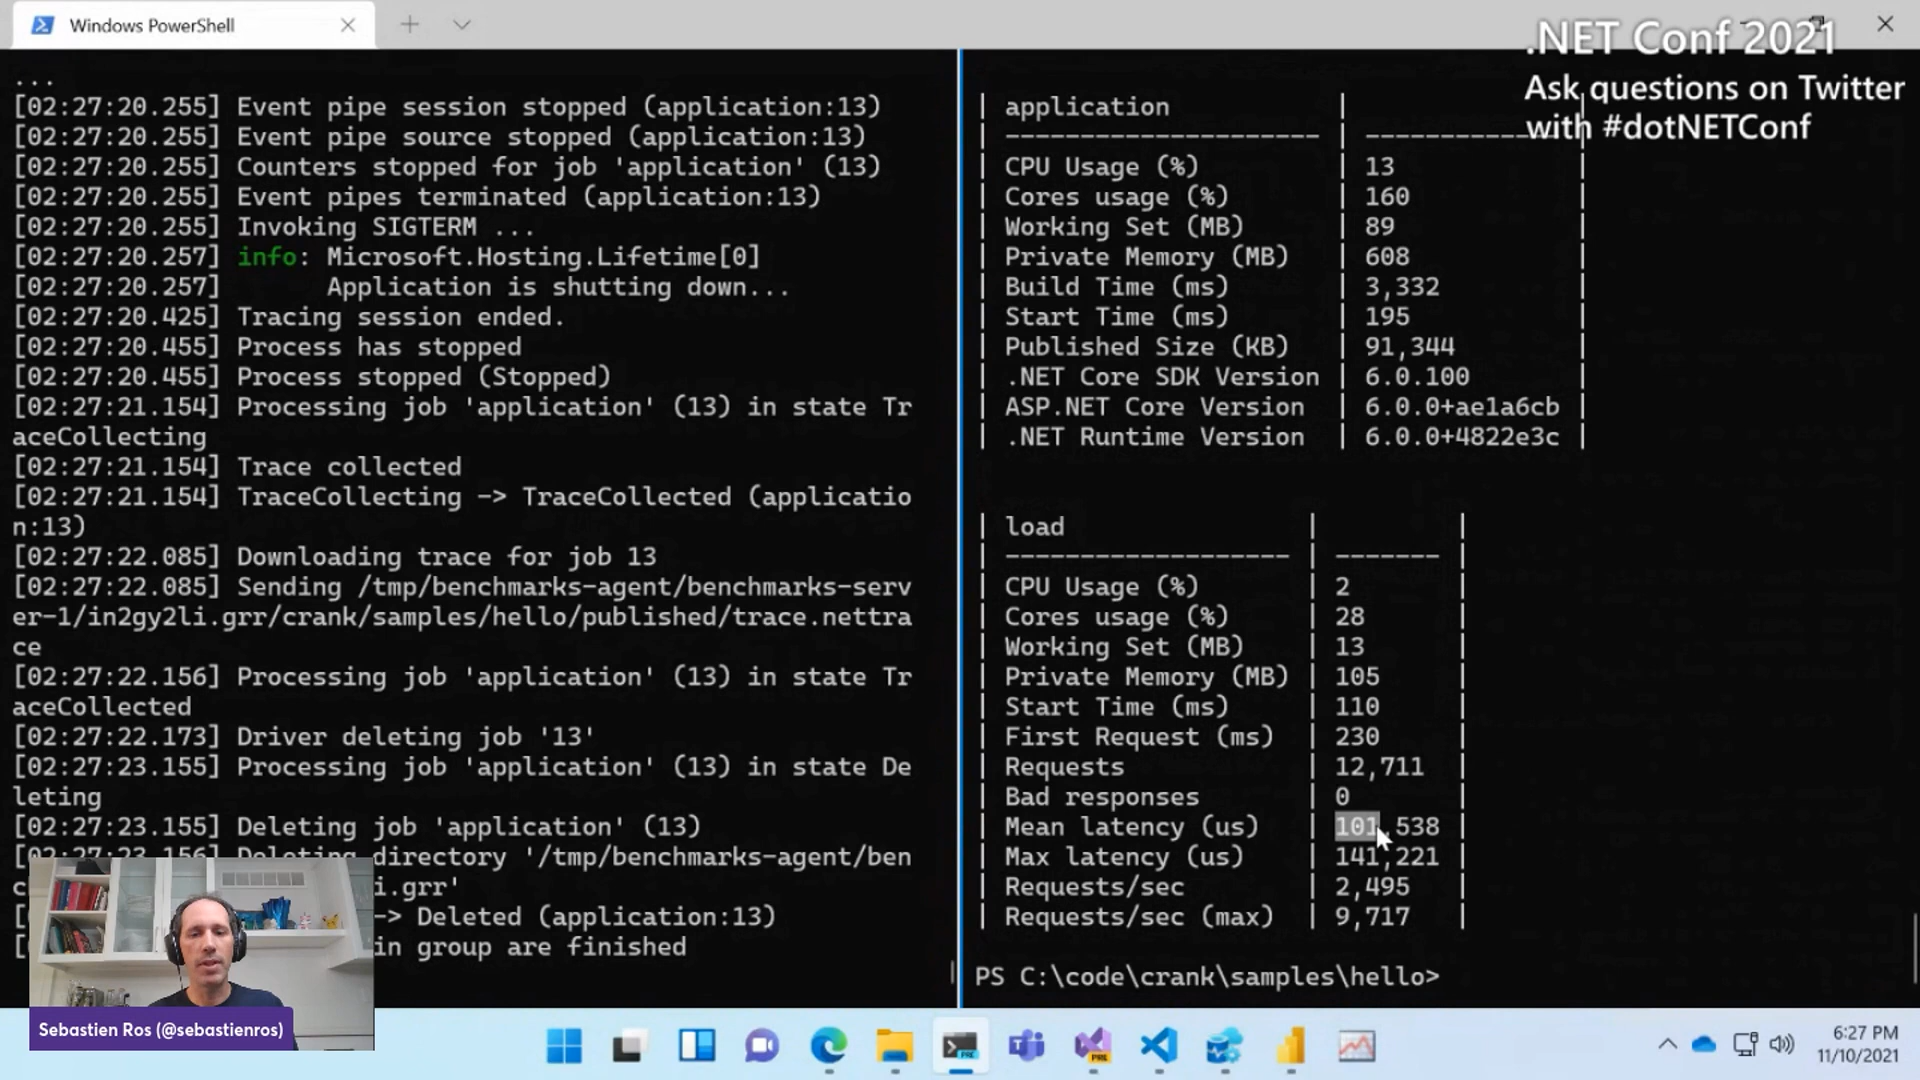 Windows PowerShell
.NET Conf 2021
Ask questions on Twitter
with #dotNETConf
...
[02:27:20.255] Event pipe session stopped (application:13)
[02:27:20.255] Event pipe source stopped (application:13)
[02:27:20.255] Counters stopped for job 'application' (13)
[02:27:20.255] Event pipes terminated (application:13)
[02:27:20.255] Invoking SIGTERM ...
[02:27:20.257] info: Microsoft.Hosting.Lifetime[0]
[02:27:20.257] Application is shutting down...
[02:27:20.425] Tracing session ended.
[02:27:20.455] Process has stopped
[02:27:20.455] Process stopped (Stopped)
[02:27:21.154] Processing job 'application' (13) in state Tr
aceCollecting
[02:27:21.154] Trace collected
[02:27:21.154] TraceCollecting -> TraceCollected (applicatio
n:13)
[02:27:22.085] Downloading trace for job 13
[02:27:22.085] Sending /tmp/benchmarks-agent/benchmarks-serv
er-1/in2gy2li.grr/crank/samples/hello/published/trace.nettra
ce
[02:27:22.156] Processing job 'application' (13) in state Tr
aceCollected
[02:27:22.173] Driver deleting job '13'
[02:27:23.155] Processing job 'application' (13) in state De
leting
[02:27:23.155] Deleting job 'application' (13)
[02:27:23.156] Deleting directory '/tmp/benchmarks-agent/ben
i.grr'
-> Deleted (application:13)
in group are finished
| application | |
| --------------------- | ------------- |
| CPU Usage (%) | 13 |
| Cores usage (%) | 160 |
| Working Set (MB) | 89 |
| Private Memory (MB) | 608 |
| Build Time (ms) | 3,332 |
| Start Time (ms) | 195 |
| Published Size (KB) | 91,344 |
| .NET Core SDK Version | 6.0.100 |
| ASP.NET Core Version | 6.0.0+ae1a6cb |
| .NET Runtime Version | 6.0.0+4822e3c |
| load | |
| ------------------- | ------- |
| CPU Usage (%) | 2 |
| Cores usage (%) | 28 |
| Working Set (MB) | 13 |
| Private Memory (MB) | 105 |
| Start Time (ms) | 110 |
| First Request (ms) | 230 |
| Requests | 12,711 |
| Bad responses | 0 |
| Mean latency (us) | 101,538 |
| Max latency (us) | 141,221 |
| Requests/sec | 2,495 |
| Requests/sec (max) | 9,717 |
PS C:\code\crank\samples\hello>
Sebastien Ros (@sebastienros)
PRE
PRE
6:27 PM
11/10/2021